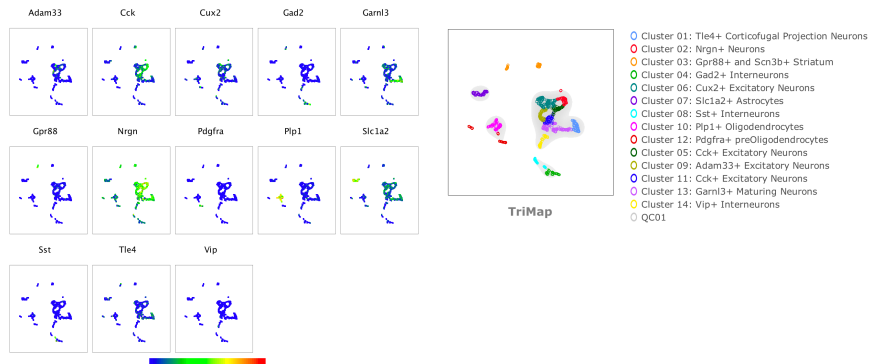 Adam33 Cck Cux2 Gad2 Garnl3
Gpr88 Nrgn Pdgfra Plp1 Slc1a2
Sst Tle4 Vip
TriMap
Cluster 01: Tle4+ Corticofugal Projection Neurons
Cluster 02: Nrgn+ Neurons
Cluster 03: Gpr88+ and Scn3b+ Striatum
Cluster 04: Gad2+ Interneurons
Cluster 06: Cux2+ Excitatory Neurons
Cluster 07: Slc1a2+ Astrocytes
Cluster 08: Sst+ Interneurons
Cluster 10: Plp1+ Oligodendrocytes
Cluster 12: Pdgfra+ preOligodendrocytes
Cluster 05: Cck+ Excitatory Neurons
Cluster 09: Adam33+ Excitatory Neurons
Cluster 11: Cck+ Excitatory Neurons
Cluster 13: Garnl3+ Maturing Neurons
Cluster 14: Vip+ Interneurons
QC01